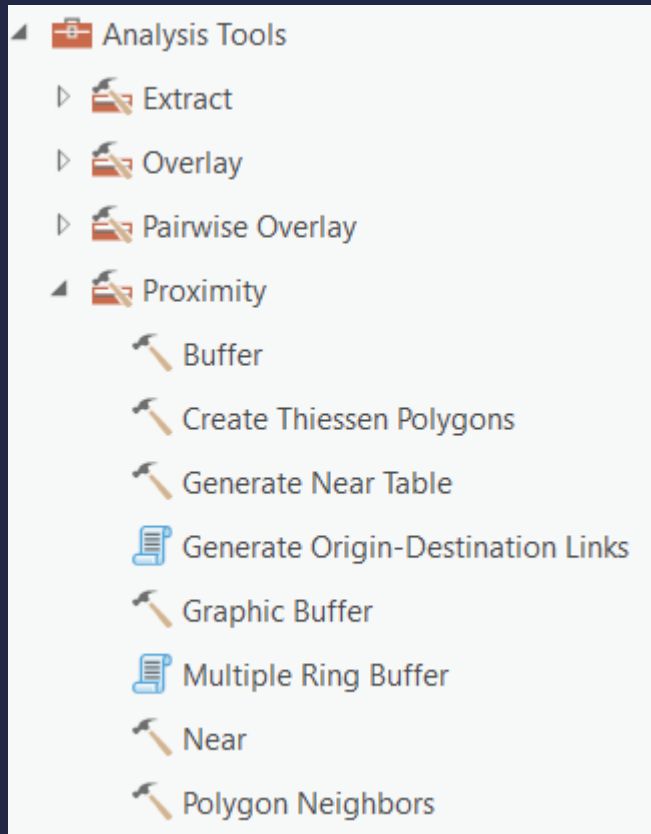 Analysis Tools
Extract
Overlay
Pairwise Overlay
Proximity
Buffer
Create Thiessen Polygons
Generate Near Table
Generate Origin-Destination Links
Graphic Buffer
Multiple Ring Buffer
Near
Polygon Neighbors